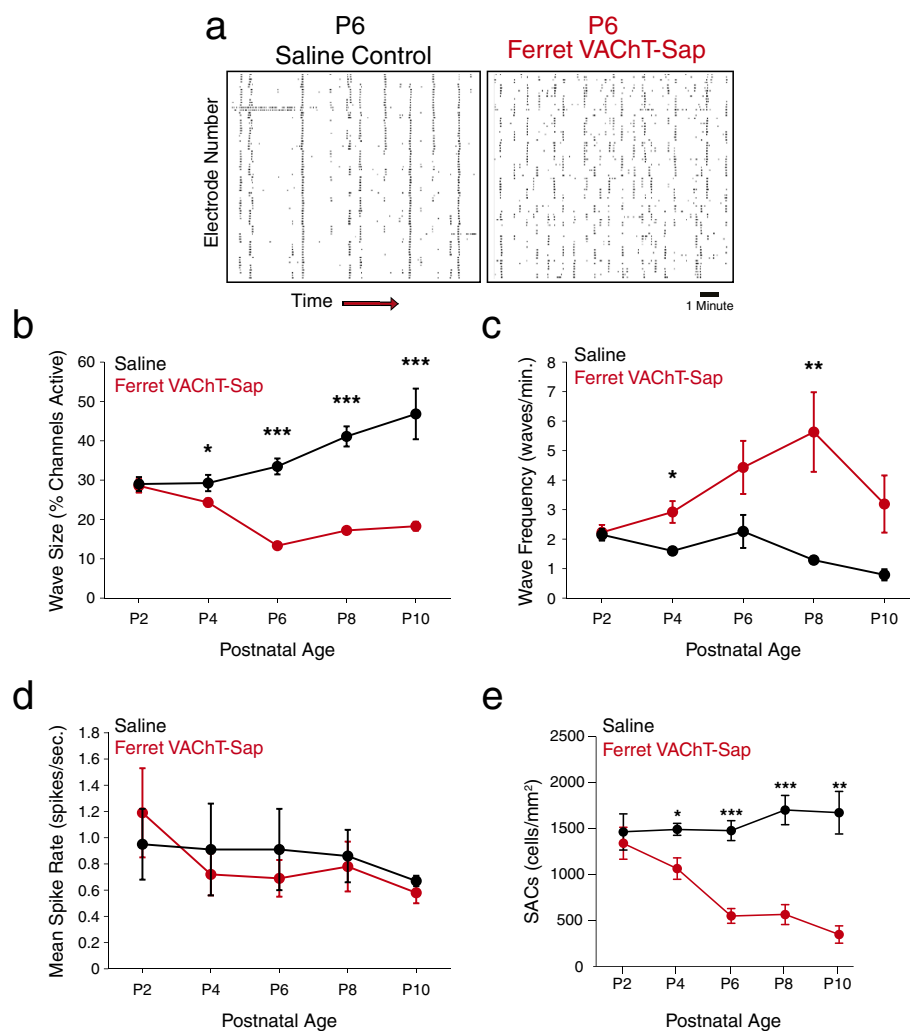 a
P6
Saline Control
P6
Ferret VAChT-Sap
Electrode Number
Time
1 Minute
b
Saline
Ferret VAChT-Sap
Wave Size (% Channels Active)
60
50
40
30
20
10
0
*
***
***
***
P2 P4 P6 P8 P10
Postnatal Age
c
Saline
Ferret VAChT-Sap
Wave Frequency (waves/min.)
8
7
6
5
4
3
2
1
0
*
**
P2 P4 P6 P8 P10
Postnatal Age
d
Saline
Ferret VAChT-Sap
Mean Spike Rate (spikes/sec.)
1.8
1.6
1.4
1.2
1.0
0.8
0.6
0.4
0.2
0
P2 P4 P6 P8 P10
Postnatal Age
e
Saline
Ferret VAChT-Sap
SACs (cells/mm²)
2500
2000
1500
1000
500
0
*
***
***
**
P2 P4 P6 P8 P10
Postnatal Age